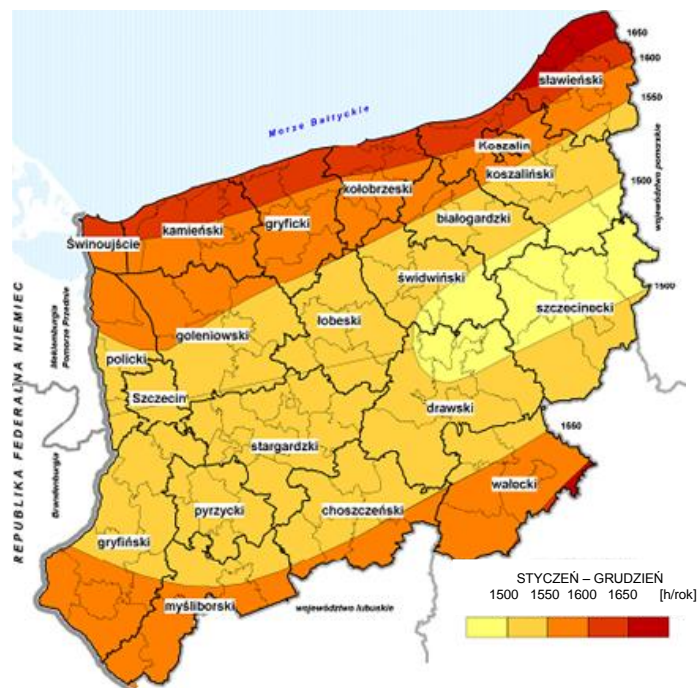 1650
1600
sławieński
1550
Morze Bałtyckie
Koszalin
koszaliński
1500
kołobrzeski
województwo pomorskie
białogardzki
gryficki
kamieński
Świnoujście
świdwiński
1500
szczecinecki
łobeski
goleniowski
REPUBLIKA FEDERALNA NIEMIEC
Meklemburgia
Pomorze Przednie
policki
Szczecin
drawski
1550
stargardzki
Brandenburgia
wałecki
pyrzycki
choszczeński
gryfiński
myśliborski
województwo lubuskie
STYCZEŃ – GRUDZIEŃ
1500 1550 1600 1650 [h/rok]